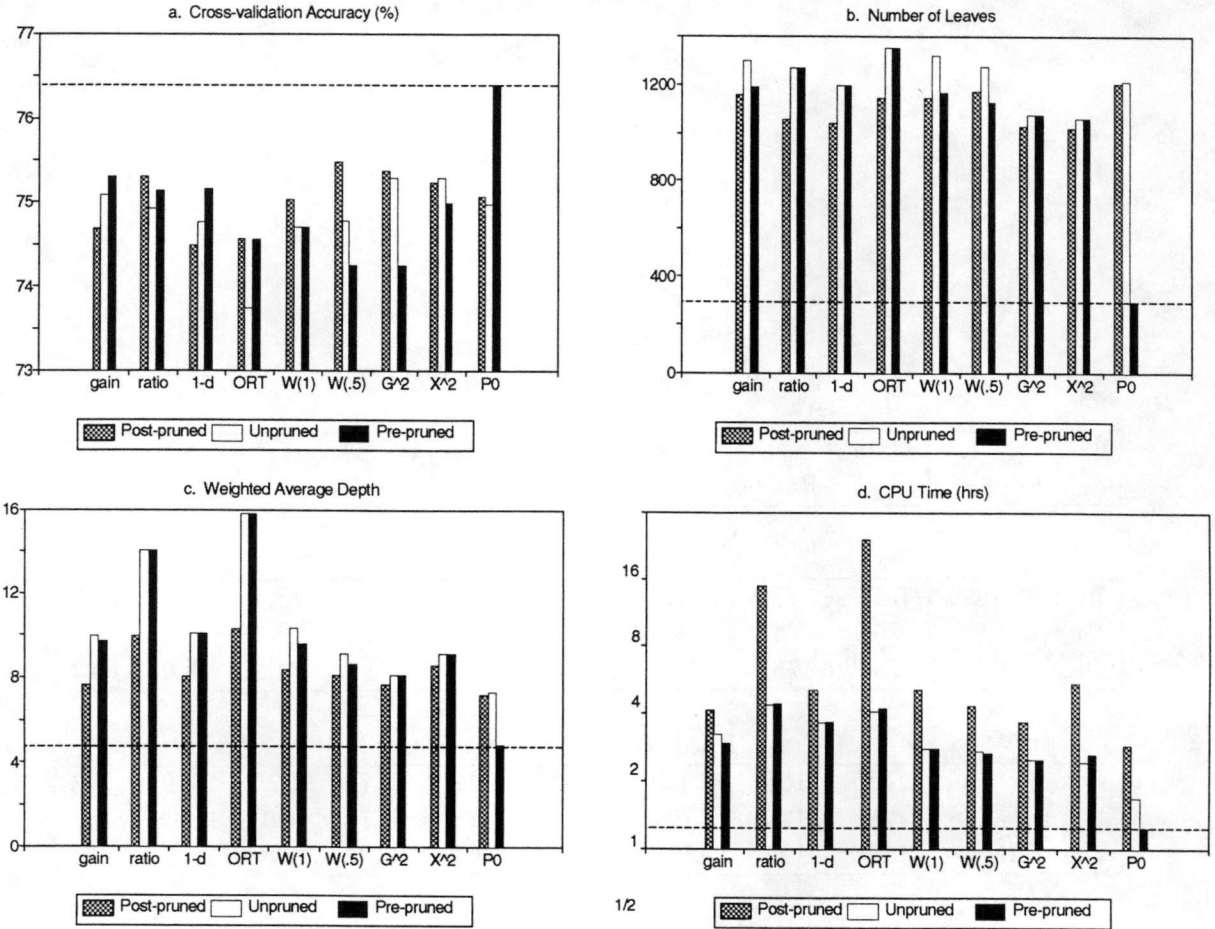 a. Cross-validation Accuracy (%)
77
76
75
74
73
gain ratio 1-d ORT W(1) W(.5) G^2 X^2 P0
Post-pruned Unpruned Pre-pruned
b. Number of Leaves
1200
800
400
0
gain ratio 1-d ORT W(1) W(.5) G^2 X^2 P0
Post-pruned Unpruned Pre-pruned
c. Weighted Average Depth
16
12
8
4
0
gain ratio 1-d ORT W(1) W(.5) G^2 X^2 P0
Post-pruned Unpruned Pre-pruned
d. CPU Time (hrs)
16
8
4
2
1
gain ratio 1-d ORT W(1) W(.5) G^2 X^2 P0
1/2
Post-pruned Unpruned Pre-pruned